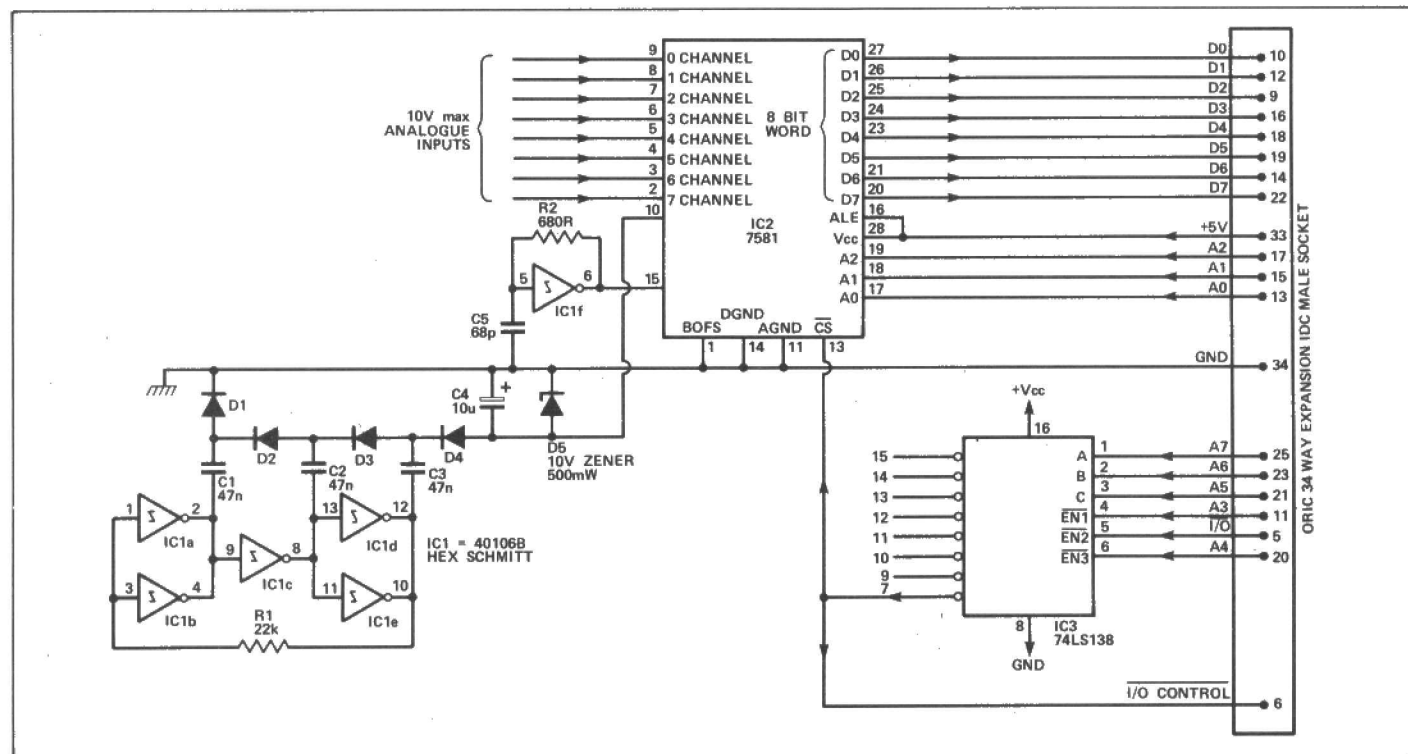 9
0 CHANNEL
8
1 CHANNEL
7
2 CHANNEL
6
3 CHANNEL
5
4 CHANNEL
4
5 CHANNEL
3
6 CHANNEL
2
7 CHANNEL
10
10V max
ANALOGUE
INPUTS
8 BIT
WORD
D0 27
D1 26
D2 25
D3 24
D4 23
D5
D6 21
D7 20
ALE 16
Vcc 28
A2 19
A1 18
A0 17
IC2
7581
15
DGND
BOFS
AGND
CS
1
14
11
13
D0 10
D1 12
D2 9
D3 16
D4 18
D5 19
D6 14
D7 22
+5V 33
A2 17
A1 15
A0 13
GND 34
A7 25
A6 23
A5 21
A3 11
I/O 5
A4 20
I/O CONTROL 6
ORIC 34 WAY EXPANSION IDC MALE SOCKET
R2
680R
5
6
IC1f
C5
68p
D1
C4
10u
+
D2
D3
D4
D5
10V ZENER
500mW
C1
47n
C2
47n
C3
47n
1
2
IC1a
3
4
IC1b
9
8
IC1c
13
12
IC1d
11
10
IC1e
R1
22k
IC1 = 40106B
HEX SCHMITT
+Vcc
16
15
14
13
12
11
10
9
7
1
A
2
B
3
C
4
EN1
5
EN2
6
EN3
8
IC3
74LS138
GND